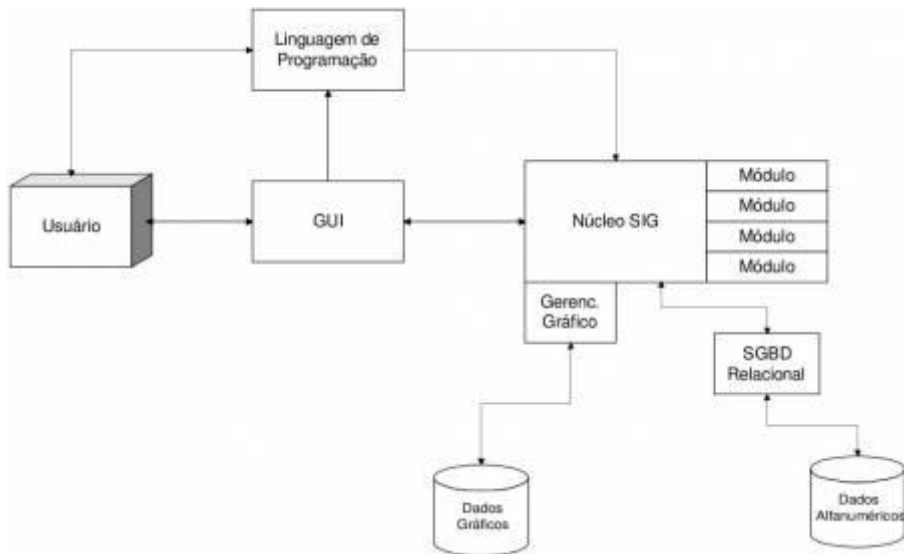 Linguagem de
Programação
Usuário
GUI
Núcleo SIG
Módulo
Módulo
Módulo
Módulo
Gerenc.
Gráfico
SGBD
Relacional
Dados
Gráficos
Dados
Alfanuméricos